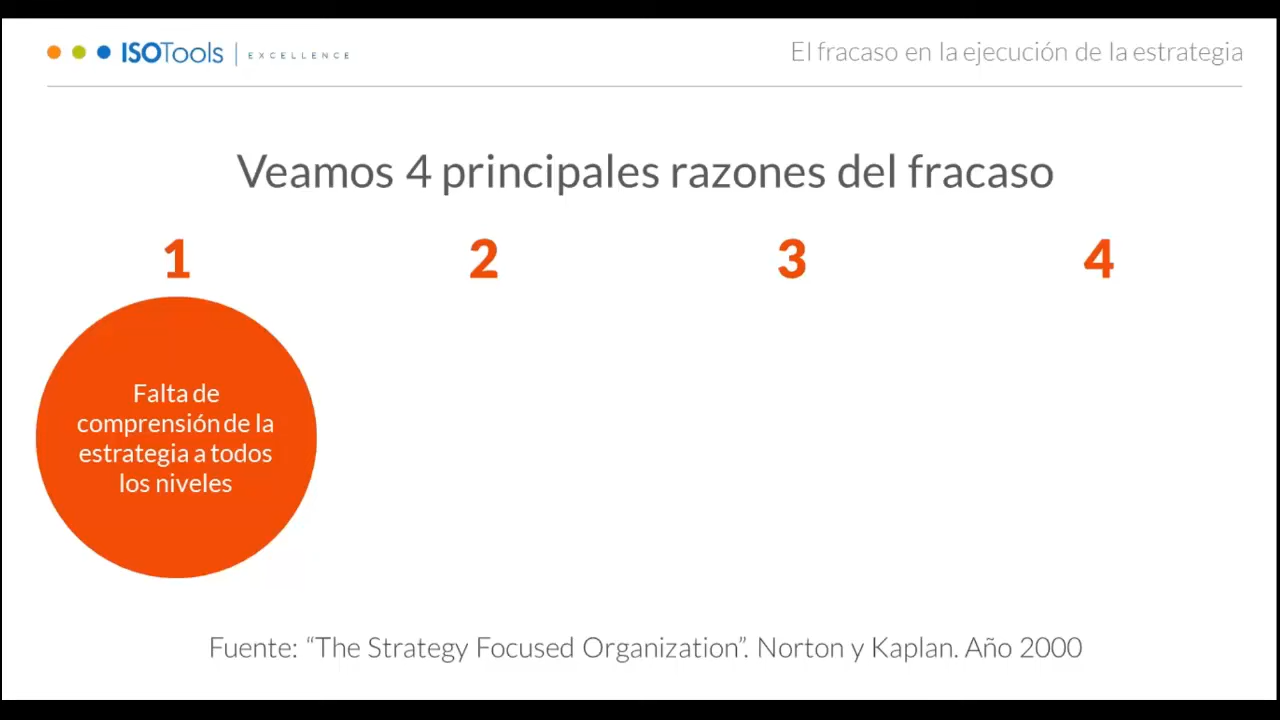 ISOTools | EXCELLENCE
El fracaso en la ejecución de la estrategia
Veamos 4 principales razones del fracaso
1
2
3
4
Falta de
comprensión de la
estrategia a todos
los niveles
Fuente: “The Strategy Focused Organization”. Norton y Kaplan. Año 2000